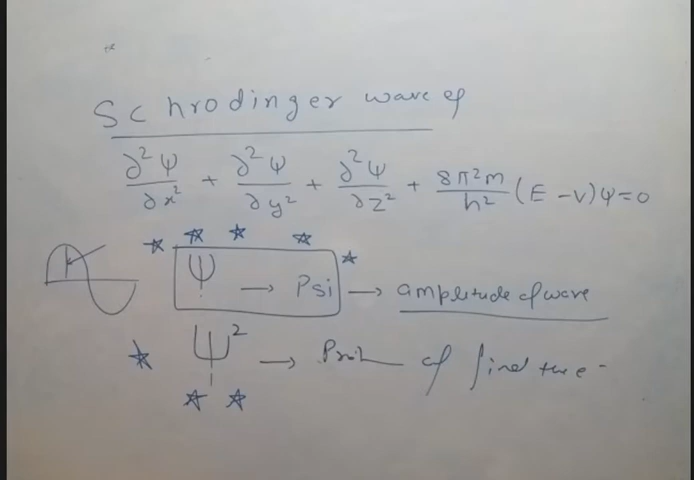 Schrodinger wave eq
∂²Ψ/∂x² + ∂²Ψ/∂y² + ∂²Ψ/∂z² + 8π²m/h² (E - V)Ψ = 0
Ψ → Psi → amplitude of wave
Ψ² → of find the e-